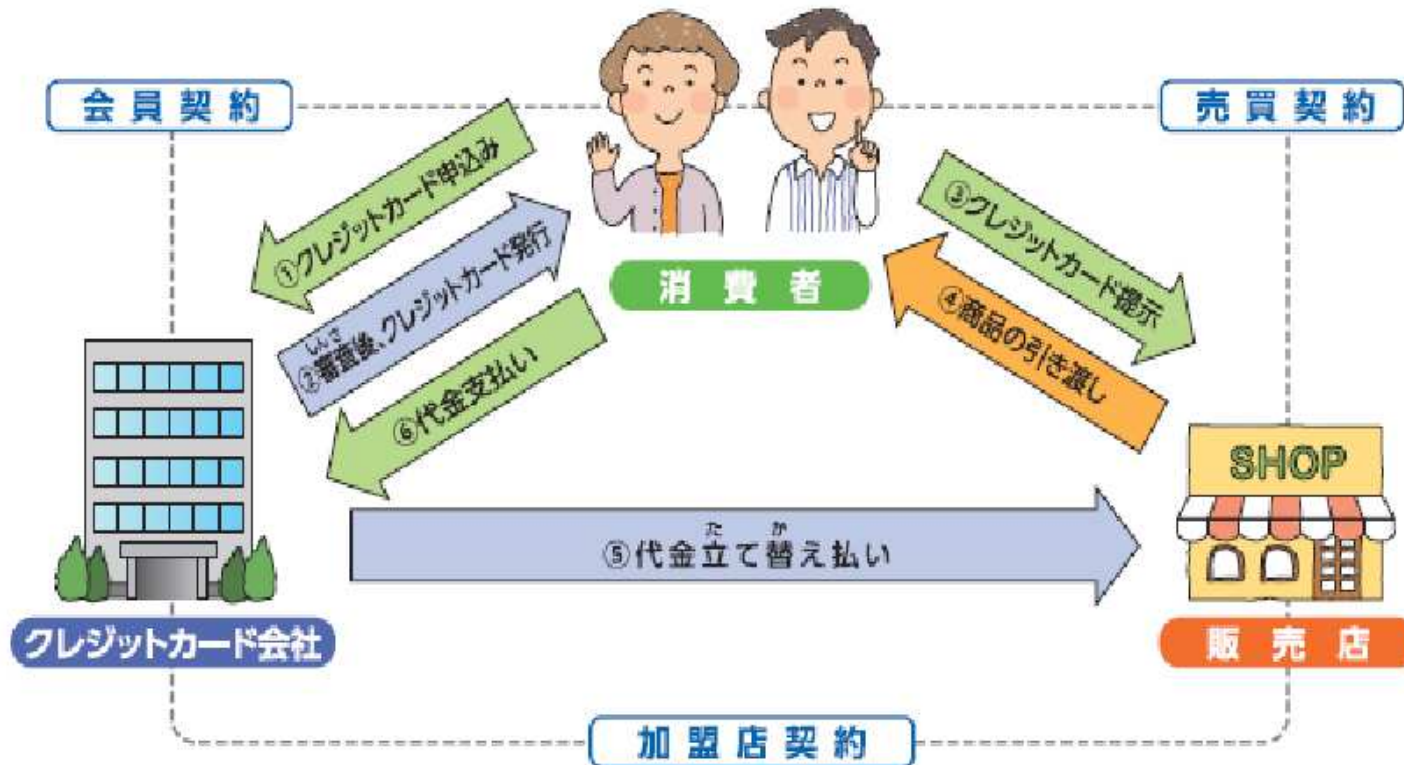 会員契約
売買契約
①クレジットカード申込み
しんさ
②審査後、クレジットカード発行
⑥代金支払い
消費者
③クレジットカード提示
④商品の引き渡し
SHOP
た か
⑤代金立て替え払い
クレジットカード会社
販売店
加盟店契約